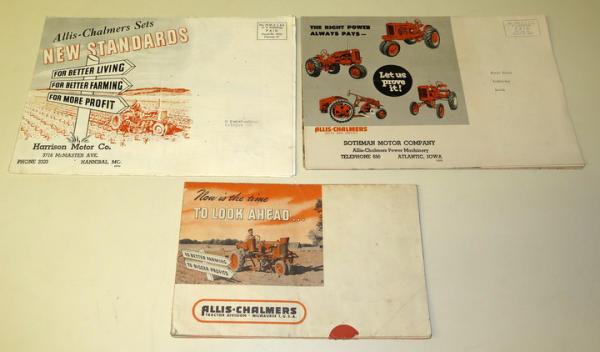 Allis-Chalmers Sets
NEW STANDARDS
FOR BETTER LIVING
FOR BETTER FARMING
FOR MORE PROFIT
Harrison Motor Co.
3716 McMASTER AVE.
PHONE 2020 HANNIBAL MO.
PAID
THE RIGHT POWER
ALWAYS PAYS—
Let us
prove
it!
ALLIS-CHALMERS
SOTHMAN MOTOR COMPANY
Allis-Chalmers Power Machinery
TELEPHONE 650 ATLANTIC, IOWA
PAID
Now is the time
TO LOOK AHEAD...
TO BETTER FARMING
TO BIGGER PROFITS
ALLIS-CHALMERS
TRACTOR DIVISION · MILWAUKEE 1, U.S.A.